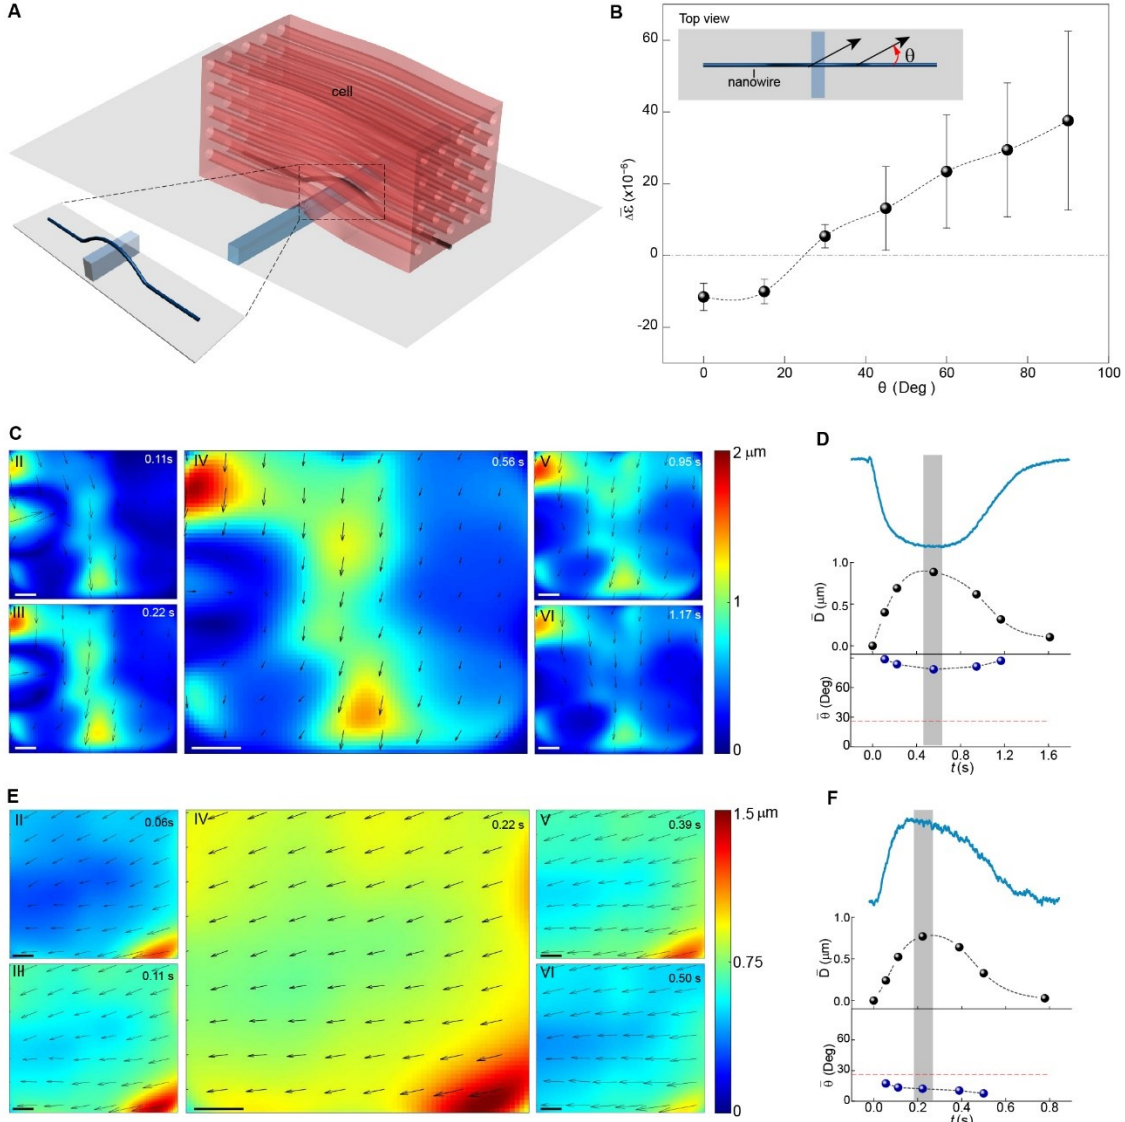 A
cell
B
Top view
nanowire
θ
60
40
20
0
-20
Δε̄ (x10⁻⁶)
0
20
40
60
80
100
θ (Deg)
C
II
0.11s
III
0.22 s
IV
0.56 s
V
0.95 s
VI
1.17 s
2 μm
1
0
D
1.0
0.5
0.0
D̄ (μm)
60
30
0
θ̄ (Deg)
0.0
0.4
0.8
1.2
1.6
t (s)
E
II
0.06s
III
0.11 s
IV
0.22 s
V
0.39 s
VI
0.50 s
1.5 μm
0.75
0
F
1.0
0.5
0.0
D̄ (μm)
60
30
0
θ̄ (Deg)
0.0
0.2
0.4
0.6
0.8
t (s)